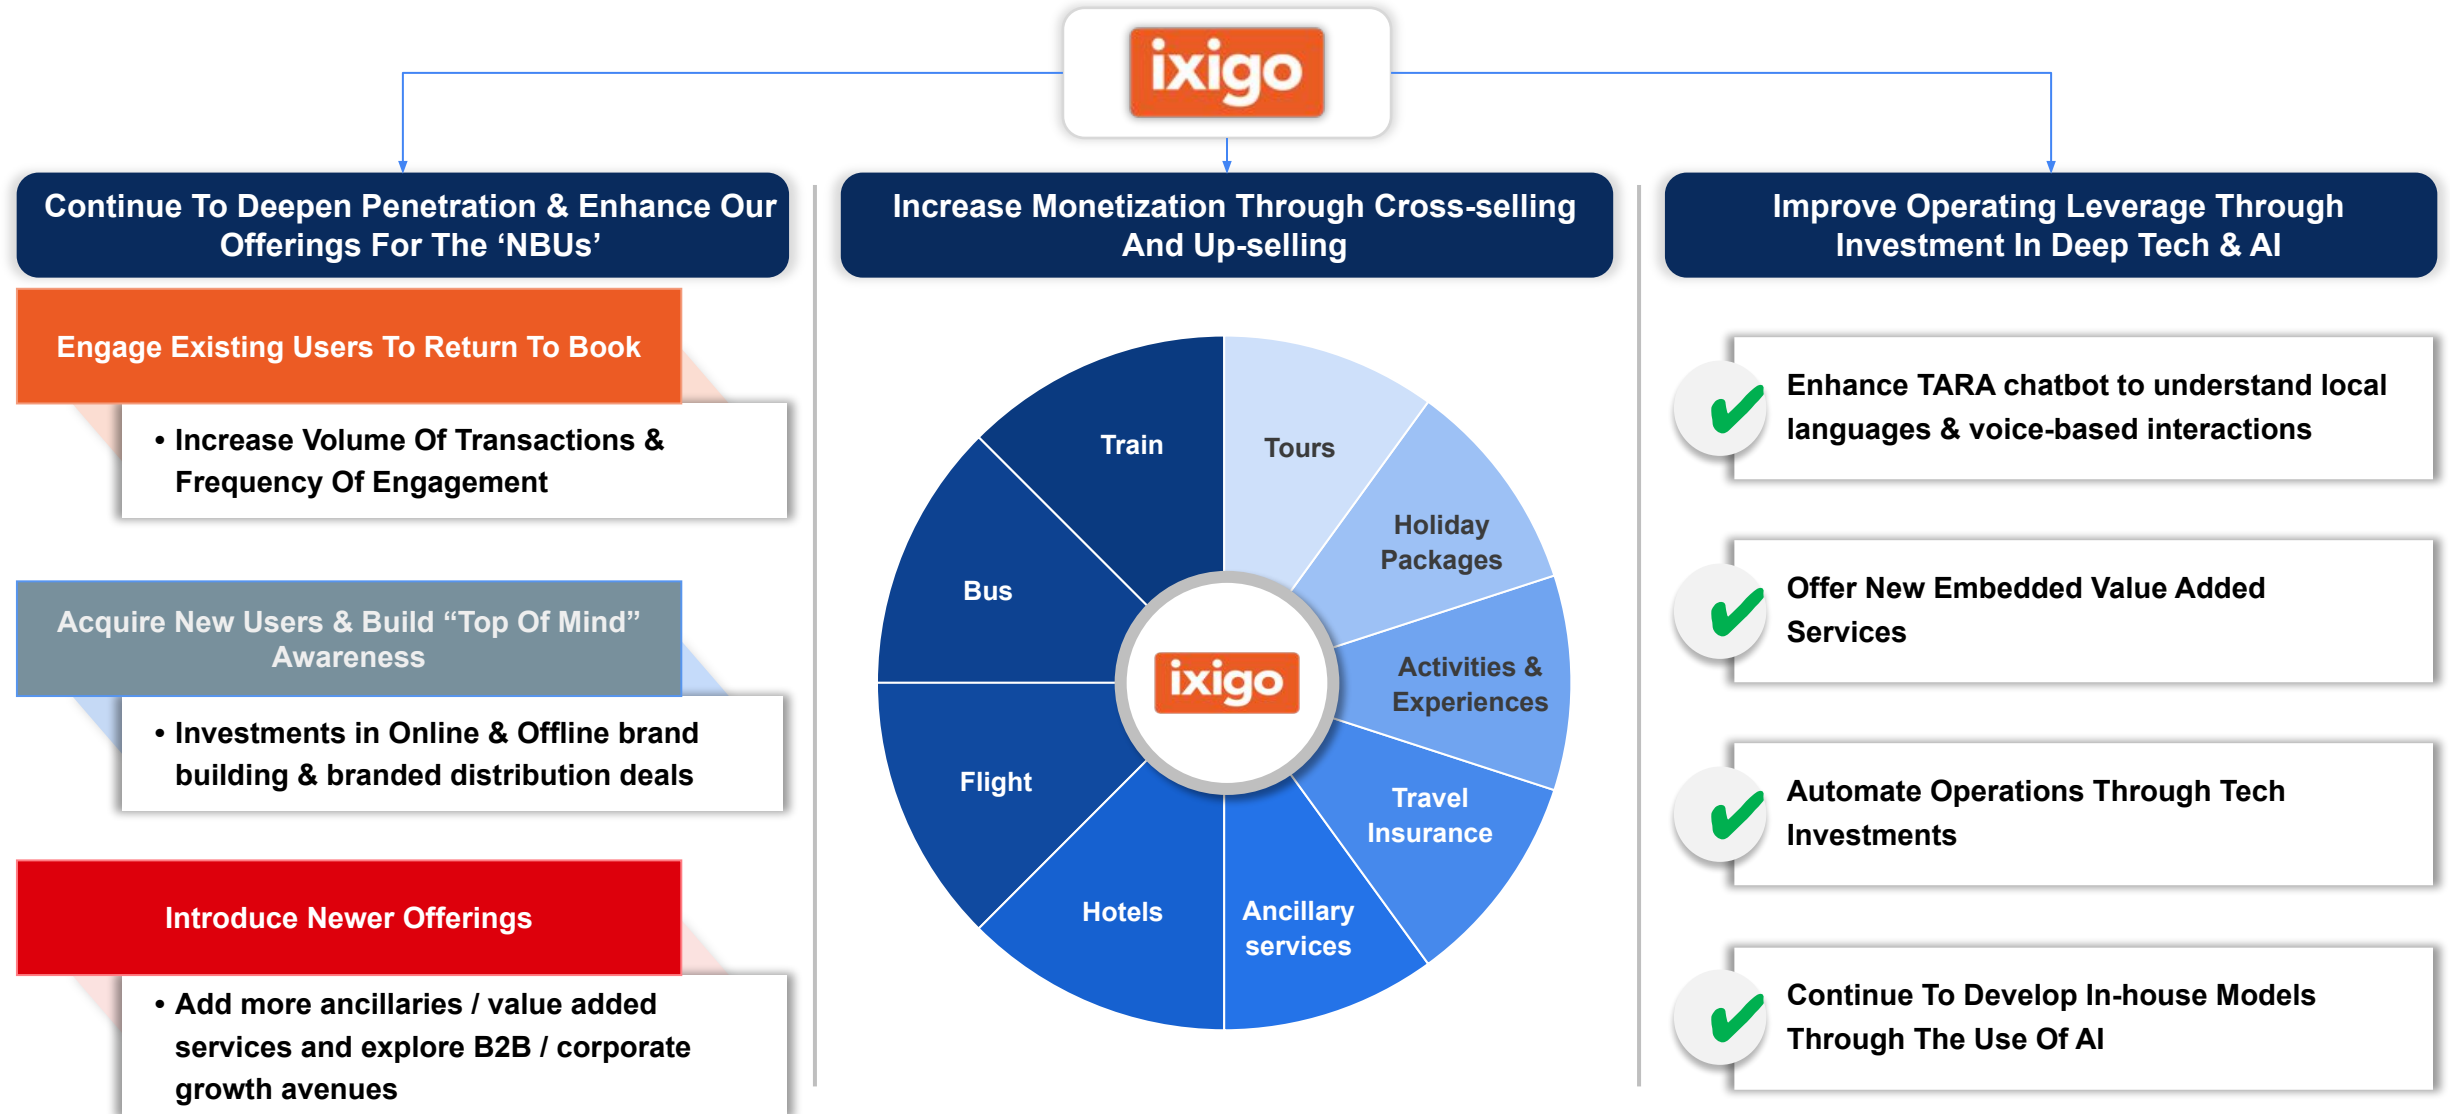 ixigo
Continue To Deepen Penetration & Enhance Our
Offerings For The ‘NBUs’
Engage Existing Users To Return To Book
• Increase Volume Of Transactions &
Frequency Of Engagement
Acquire New Users & Build “Top Of Mind”
Awareness
• Investments in Online & Offline brand
building & branded distribution deals
Introduce Newer Offerings
• Add more ancillaries / value added
services and explore B2B / corporate
growth avenues
Increase Monetization Through Cross-selling
And Up-selling
Train
Tours
Holiday
Packages
Bus
Activities &
Experiences
ixigo
Flight
Travel
Insurance
Hotels
Ancillary
services
Improve Operating Leverage Through
Investment In Deep Tech & AI
Enhance TARA chatbot to understand local
languages & voice-based interactions
Offer New Embedded Value Added
Services
Automate Operations Through Tech
Investments
Continue To Develop In-house Models
Through The Use Of AI